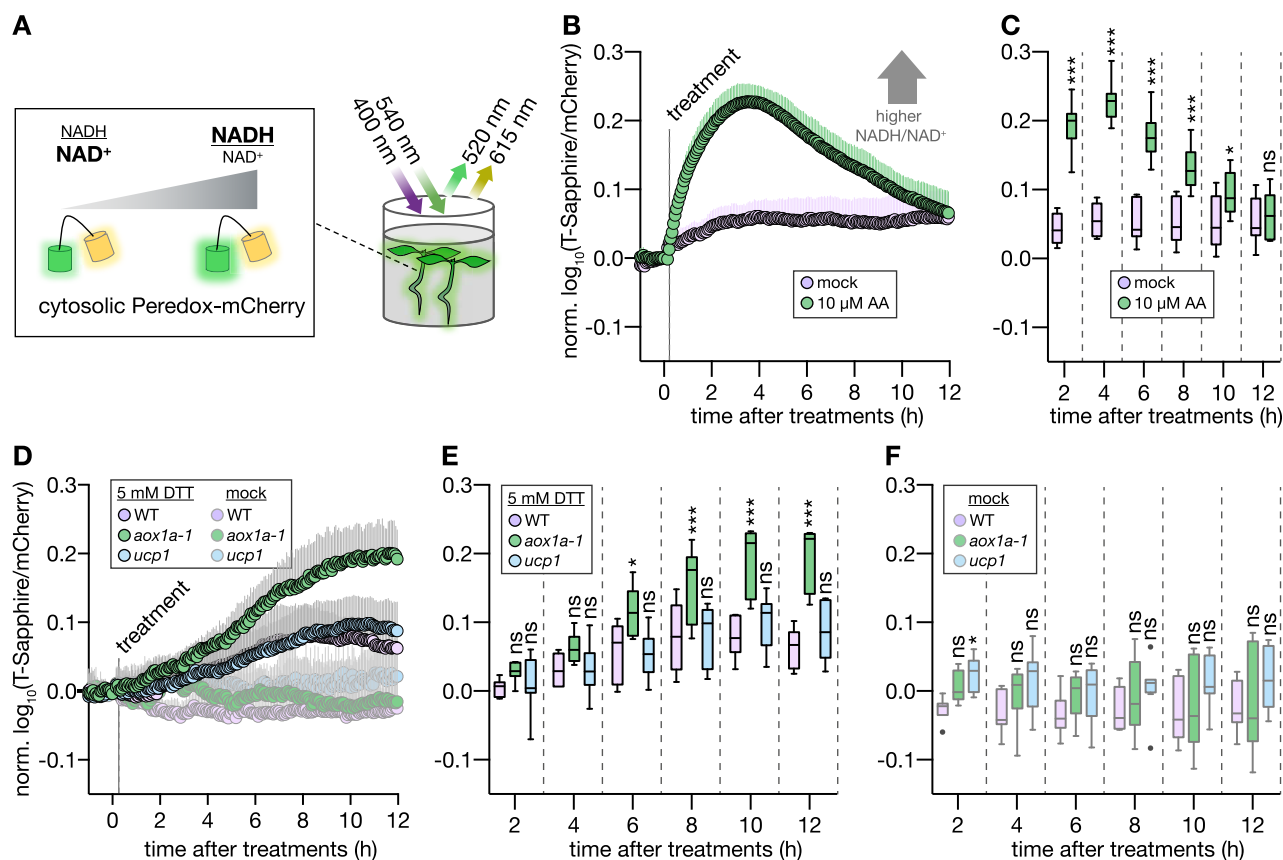 A
NADH
NAD⁺
NADH
NAD⁺
cytosolic Peredox-mCherry
400 nm
540 nm
520 nm
615 nm
B
norm. log₁₀(T-Sapphire/mCherry)
0.3
0.2
0.1
0.0
-0.1
treatment
higher
NADH/NAD⁺
mock
10 µM AA
0 2 4 6 8 10 12
time after treatments (h)
C
0.3
0.2
0.1
0.0
-0.1
*** *** *** *** * ns
mock
10 µM AA
2 4 6 8 10 12
time after treatments (h)
D
norm. log₁₀(T-Sapphire/mCherry)
0.3
0.2
0.1
0.0
-0.1
5 mM DTT mock
WT WT
aox1a-1 aox1a-1
ucp1 ucp1
treatment
0 2 4 6 8 10 12
time after treatments (h)
E
0.3
0.2
0.1
0.0
-0.1
5 mM DTT
WT
aox1a-1
ucp1
ns ns ns ns * ns *** ns *** ns *** ns
2 4 6 8 10 12
time after treatments (h)
F
0.3
0.2
0.1
0.0
-0.1
mock
WT
aox1a-1
ucp1
ns * ns ns ns ns ns ns ns ns ns ns
2 4 6 8 10 12
time after treatments (h)